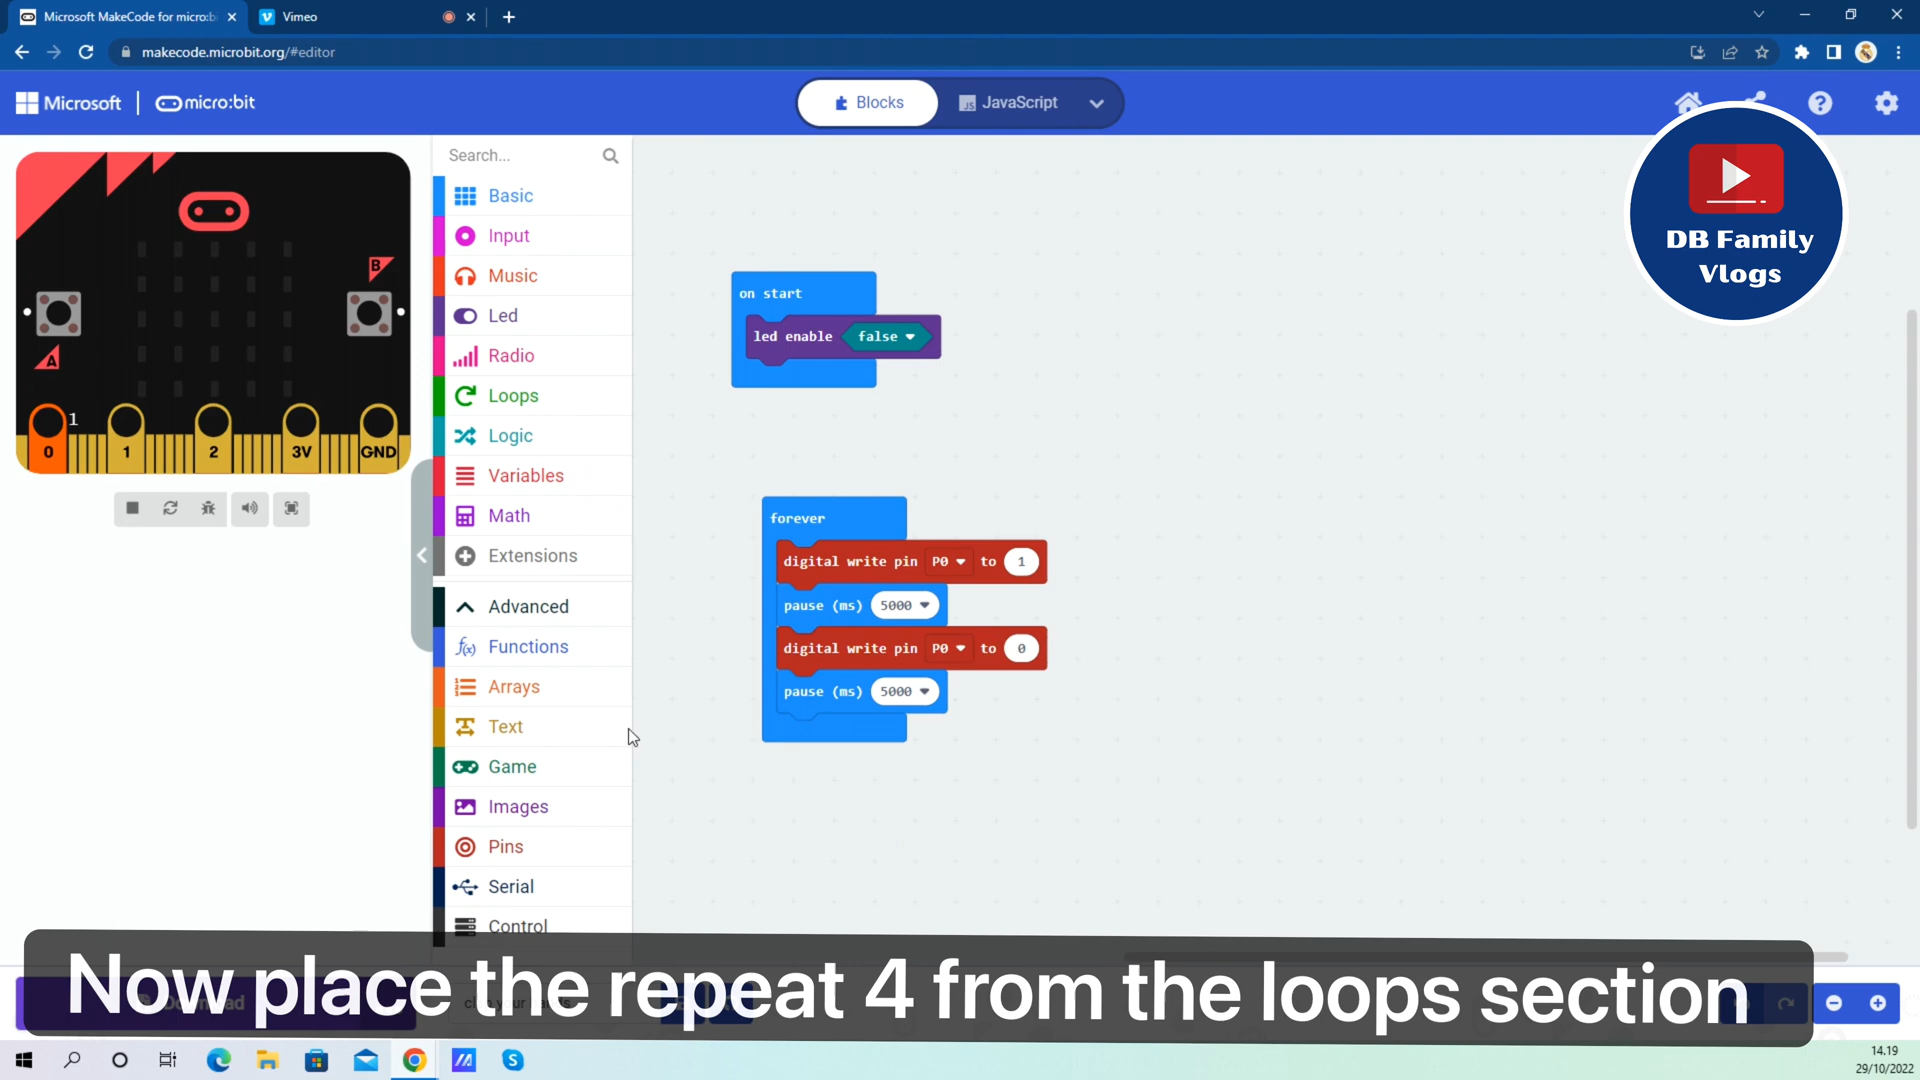 Microsoft MakeCode for micro:b
Vimeo
makecode.microbit.org/#editor
Microsoft
micro:bit
Blocks
JS
JavaScript
DB Family
Vlogs
Search...
Basic
Input
Music
Led
Radio
Loops
Logic
Variables
Math
Extensions
Advanced
f(x) Functions
Arrays
Text
Game
Images
Pins
Serial
Control
A
B
1
0
1
2
3V
GND
on start
led enable false
forever
digital write pin P0 to 1
pause (ms) 5000
digital write pin P0 to 0
pause (ms) 5000
Now place the repeat 4 from the loops section
14.19
29/10/2022